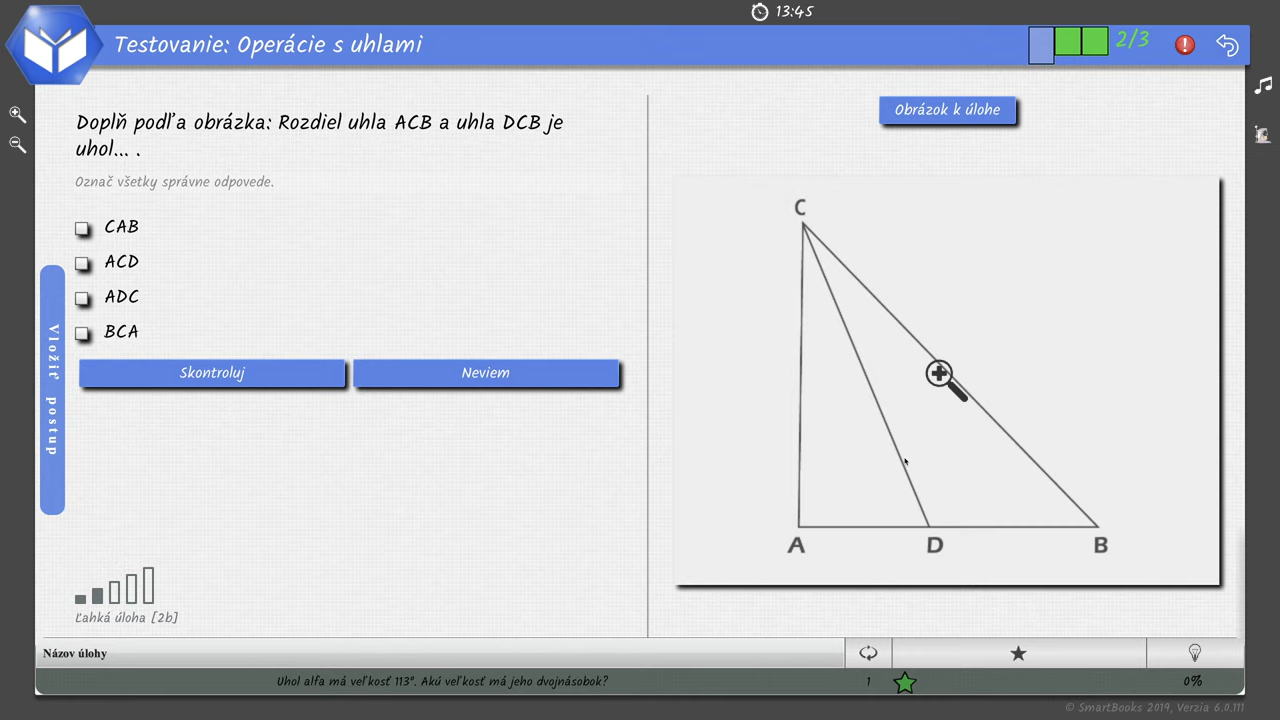 13:45
Testovanie: Operácie s uhlami
2/3
Doplň podľa obrázka: Rozdiel uhla ACB a uhla DCB je
uhol... .
Označ všetky správne odpovede.
CAB
ACD
ADC
BCA
Skontroluj
Neviem
Vložiť postup
Ľahká úloha [2b]
Obrázok k úlohe
C
A
D
B
Názov úlohy
Uhol alfa má veľkosť 113°. Akú veľkosť má jeho dvojnásobok?
1
0%
© SmartBooks 2019, Verzia 6.0.111